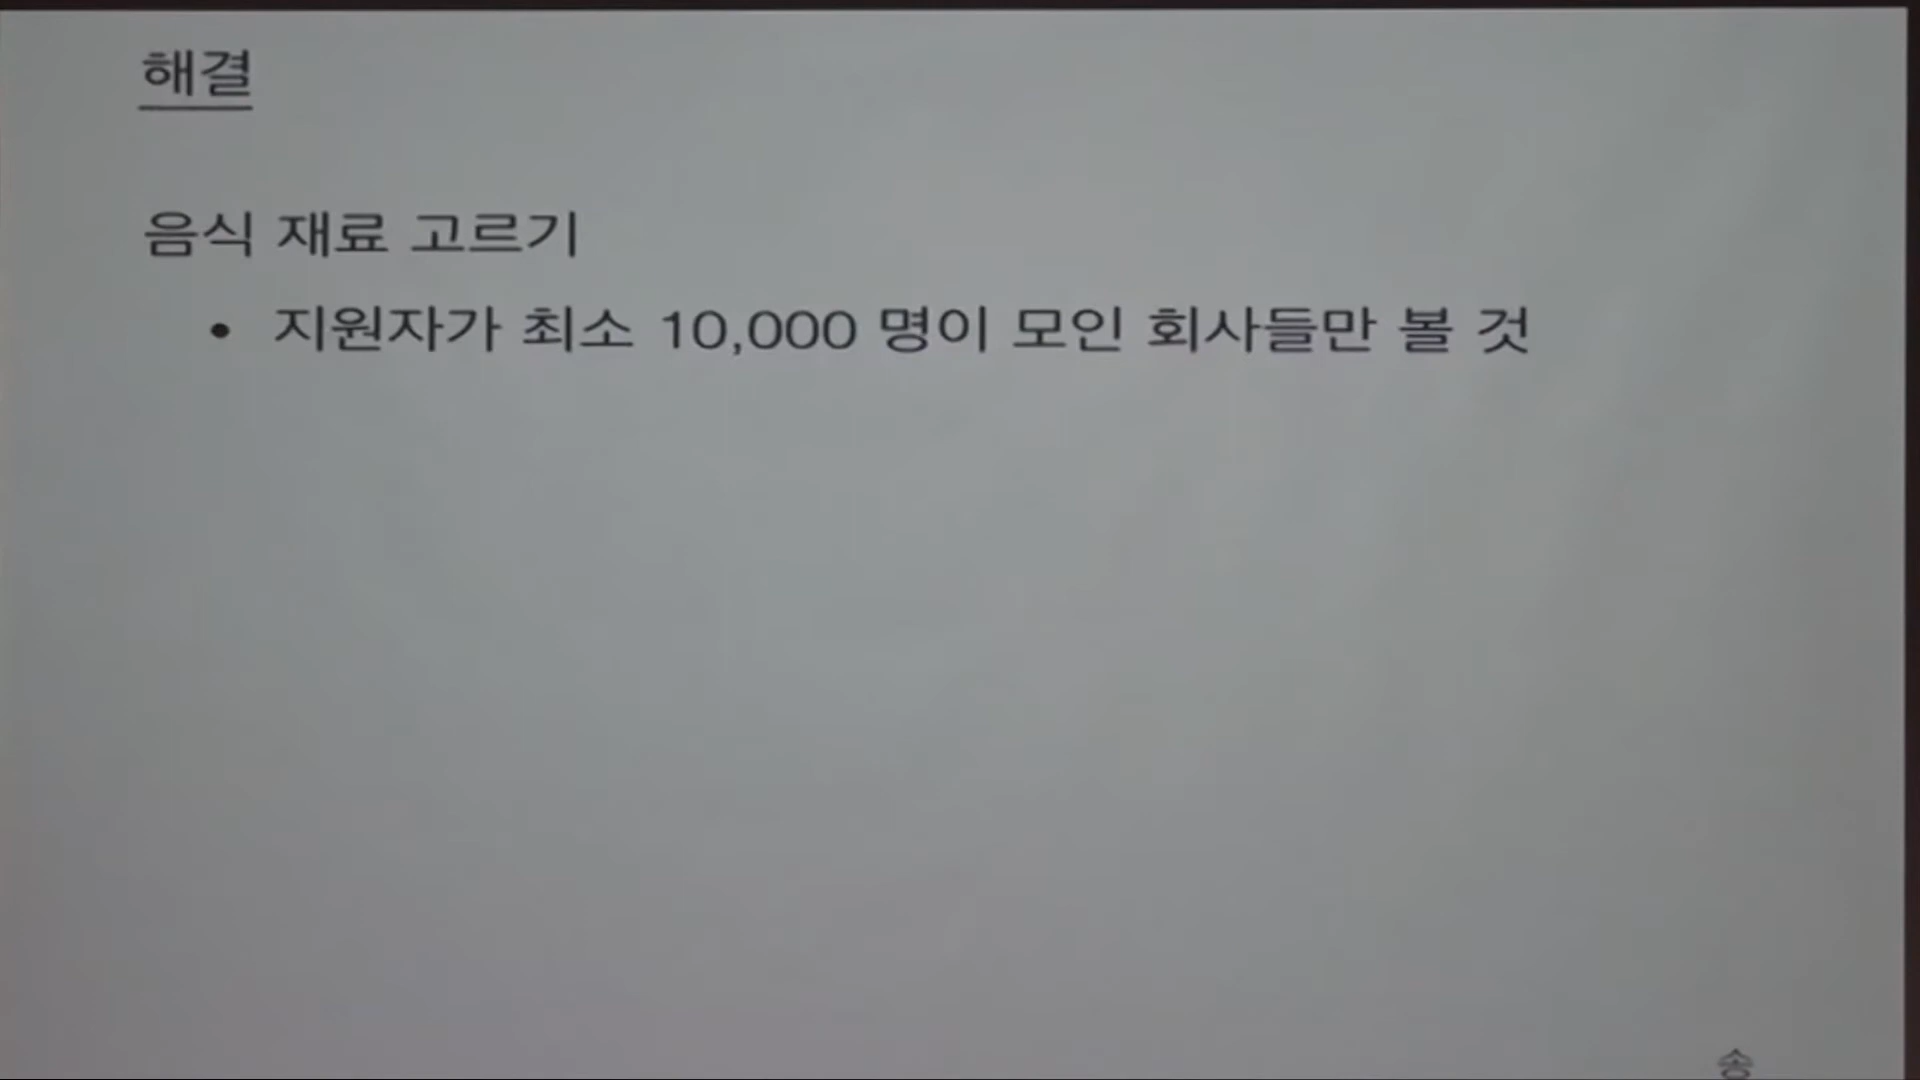 해결
음식 재료 고르기
• 지원자가 최소 10,000 명이 모인 회사들만 볼 것
송